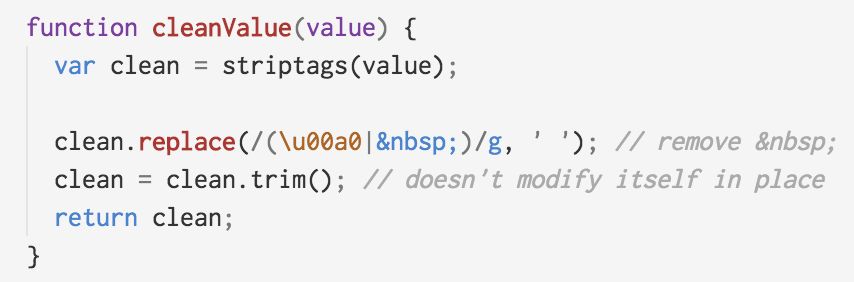 function cleanValue(value) {
  var clean = striptags(value);

  clean.replace(/(\u00a0|&nbsp;)/g, ' '); // remove &nbsp;
  clean = clean.trim(); // doesn't modify itself in place
  return clean;
}